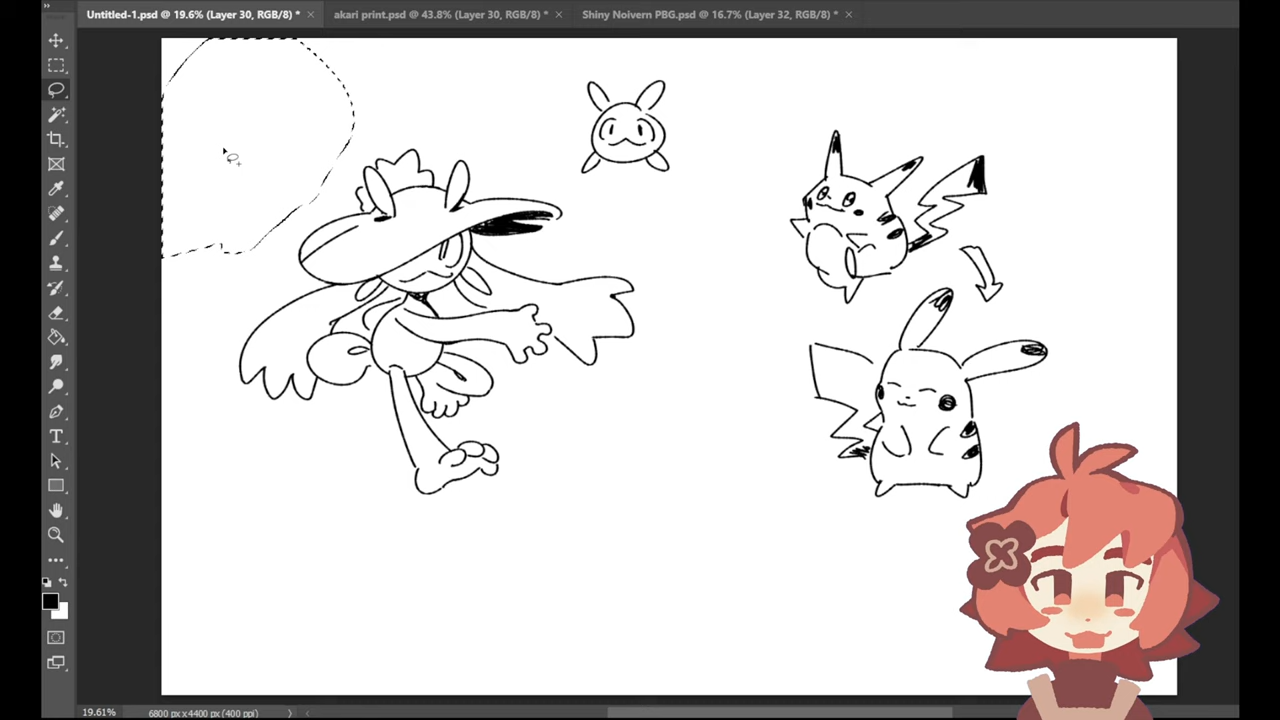 Untitled-1.psd @ 19.6% (Layer 30, RGB/8) *
akari print.psd @ 43.8% (Layer 30, RGB/8) *
Shiny Noivern PBG.psd @ 16.7% (Layer 32, RGB/8) *
19.61%
6800 px x 4400 px (400 ppi)